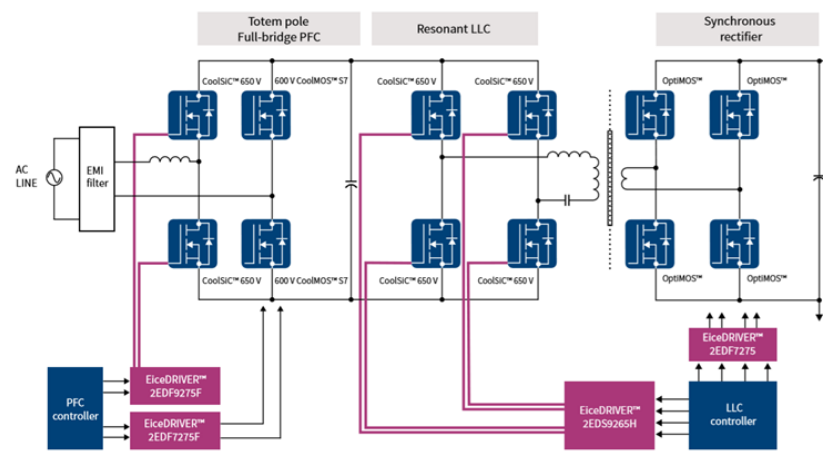 Totem pole
Full-bridge PFC
Resonant LLC
Synchronous
rectifier
CoolSiC™ 650 V
600 V CoolMOS™ S7
CoolSiC™ 650 V
CoolSiC™ 650 V
OptiMOS™
OptiMOS™
AC
LINE
EMI
filter
CoolSiC™ 650 V
600 V CoolMOS™ S7
CoolSiC™ 650 V
CoolSiC™ 650 V
OptiMOS™
OptiMOS™
EiceDRIVER™
2EDF7275
PFC
controller
EiceDRIVER™
2EDF9275F
EiceDRIVER™
2EDF7275F
EiceDRIVER™
2EDS9265H
LLC
controller